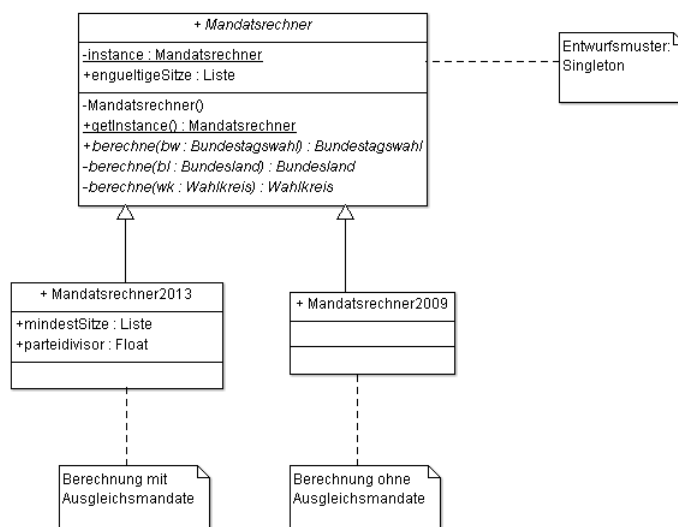 + Mandatsrechner
-instance : Mandatsrechner
+engueltigeSitze : Liste
-Mandatsrechner()
+getInstance() : Mandatsrechner
+berechne(bw : Bundestagswahl) : Bundestagswahl
-berechne(bl : Bundesland) : Bundesland
-berechne(wk : Wahlkreis) : Wahlkreis
Entwurfsmuster:
Singleton
+ Mandatsrechner2013
+mindestSitze : Liste
+parteidivisor : Float
+ Mandatsrechner2009
Berechnung mit
Ausgleichsmandate
Berechnung ohne
Ausgleichsmandate